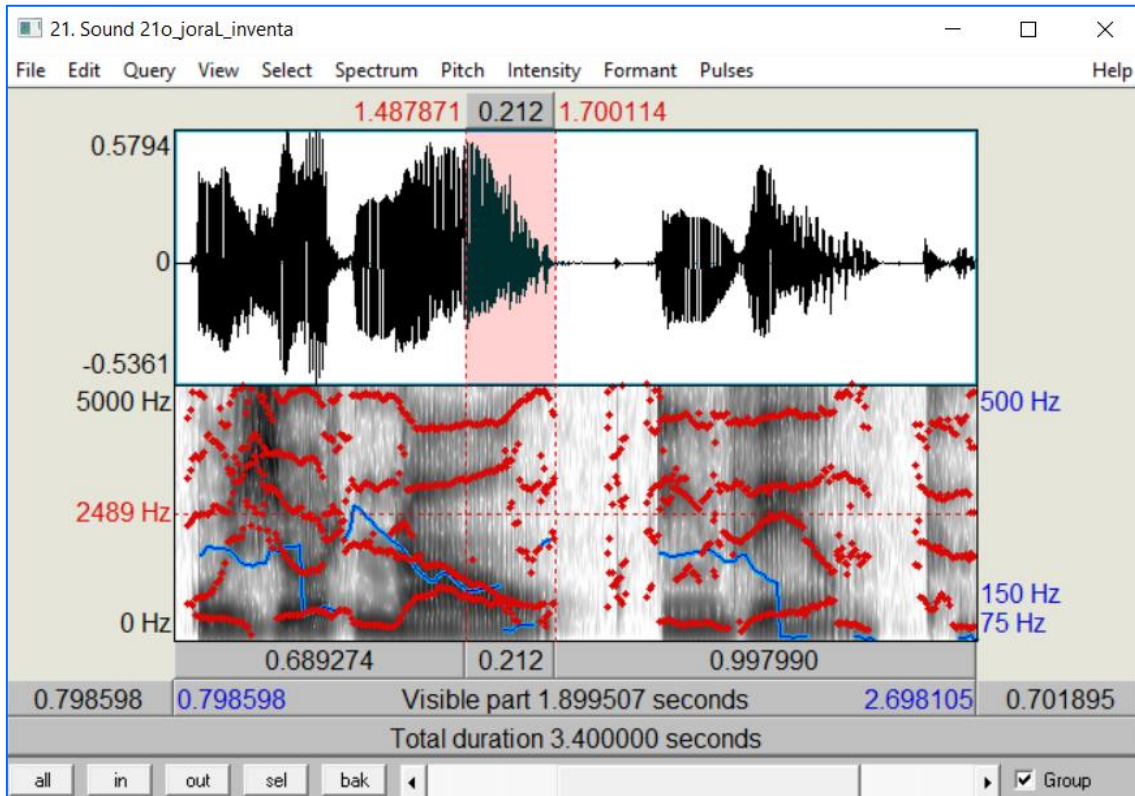 21. Sound 21o_joraL_inventa
File Edit Query View Select Spectrum Pitch Intensity Formant Pulses Help
1.487871 0.212 1.700114
0.5794
0
-0.5361
5000 Hz 500 Hz
2489 Hz
150 Hz
0 Hz 75 Hz
0.689274 0.212 0.997990
0.798598 0.798598 Visible part 1.899507 seconds 2.698105 0.701895
Total duration 3.400000 seconds
all in out sel bak Group